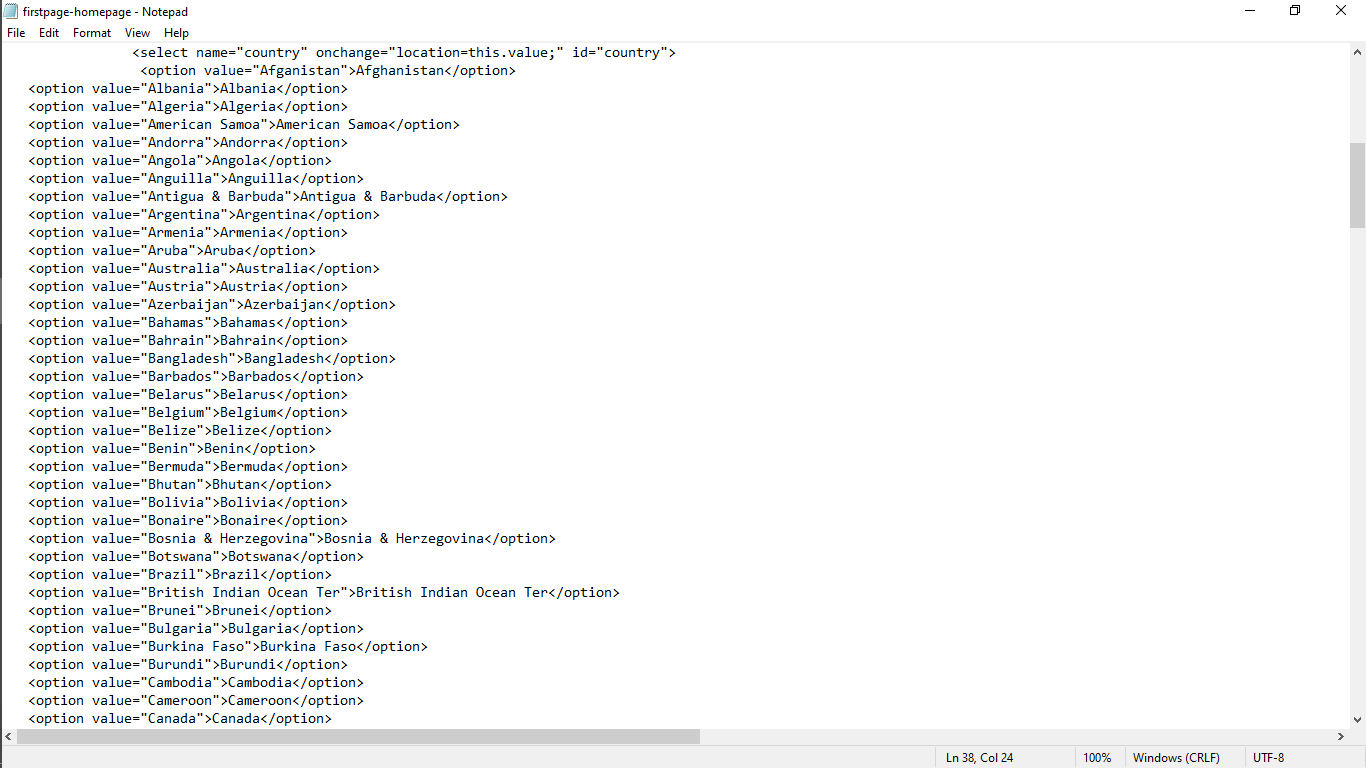 firstpage-homepage - Notepad
File Edit Format View Help
<select name="country" onchange="location=this.value;" id="country">
<option value="Afganistan">Afghanistan</option>
<option value="Albania">Albania</option>
<option value="Algeria">Algeria</option>
<option value="American Samoa">American Samoa</option>
<option value="Andorra">Andorra</option>
<option value="Angola">Angola</option>
<option value="Anguilla">Anguilla</option>
<option value="Antigua & Barbuda">Antigua & Barbuda</option>
<option value="Argentina">Argentina</option>
<option value="Armenia">Armenia</option>
<option value="Aruba">Aruba</option>
<option value="Australia">Australia</option>
<option value="Austria">Austria</option>
<option value="Azerbaijan">Azerbaijan</option>
<option value="Bahamas">Bahamas</option>
<option value="Bahrain">Bahrain</option>
<option value="Bangladesh">Bangladesh</option>
<option value="Barbados">Barbados</option>
<option value="Belarus">Belarus</option>
<option value="Belgium">Belgium</option>
<option value="Belize">Belize</option>
<option value="Benin">Benin</option>
<option value="Bermuda">Bermuda</option>
<option value="Bhutan">Bhutan</option>
<option value="Bolivia">Bolivia</option>
<option value="Bonaire">Bonaire</option>
<option value="Bosnia & Herzegovina">Bosnia & Herzegovina</option>
<option value="Botswana">Botswana</option>
<option value="Brazil">Brazil</option>
<option value="British Indian Ocean Ter">British Indian Ocean Ter</option>
<option value="Brunei">Brunei</option>
<option value="Bulgaria">Bulgaria</option>
<option value="Burkina Faso">Burkina Faso</option>
<option value="Burundi">Burundi</option>
<option value="Cambodia">Cambodia</option>
<option value="Cameroon">Cameroon</option>
<option value="Canada">Canada</option>
Ln 38, Col 24 100% Windows (CRLF) UTF-8